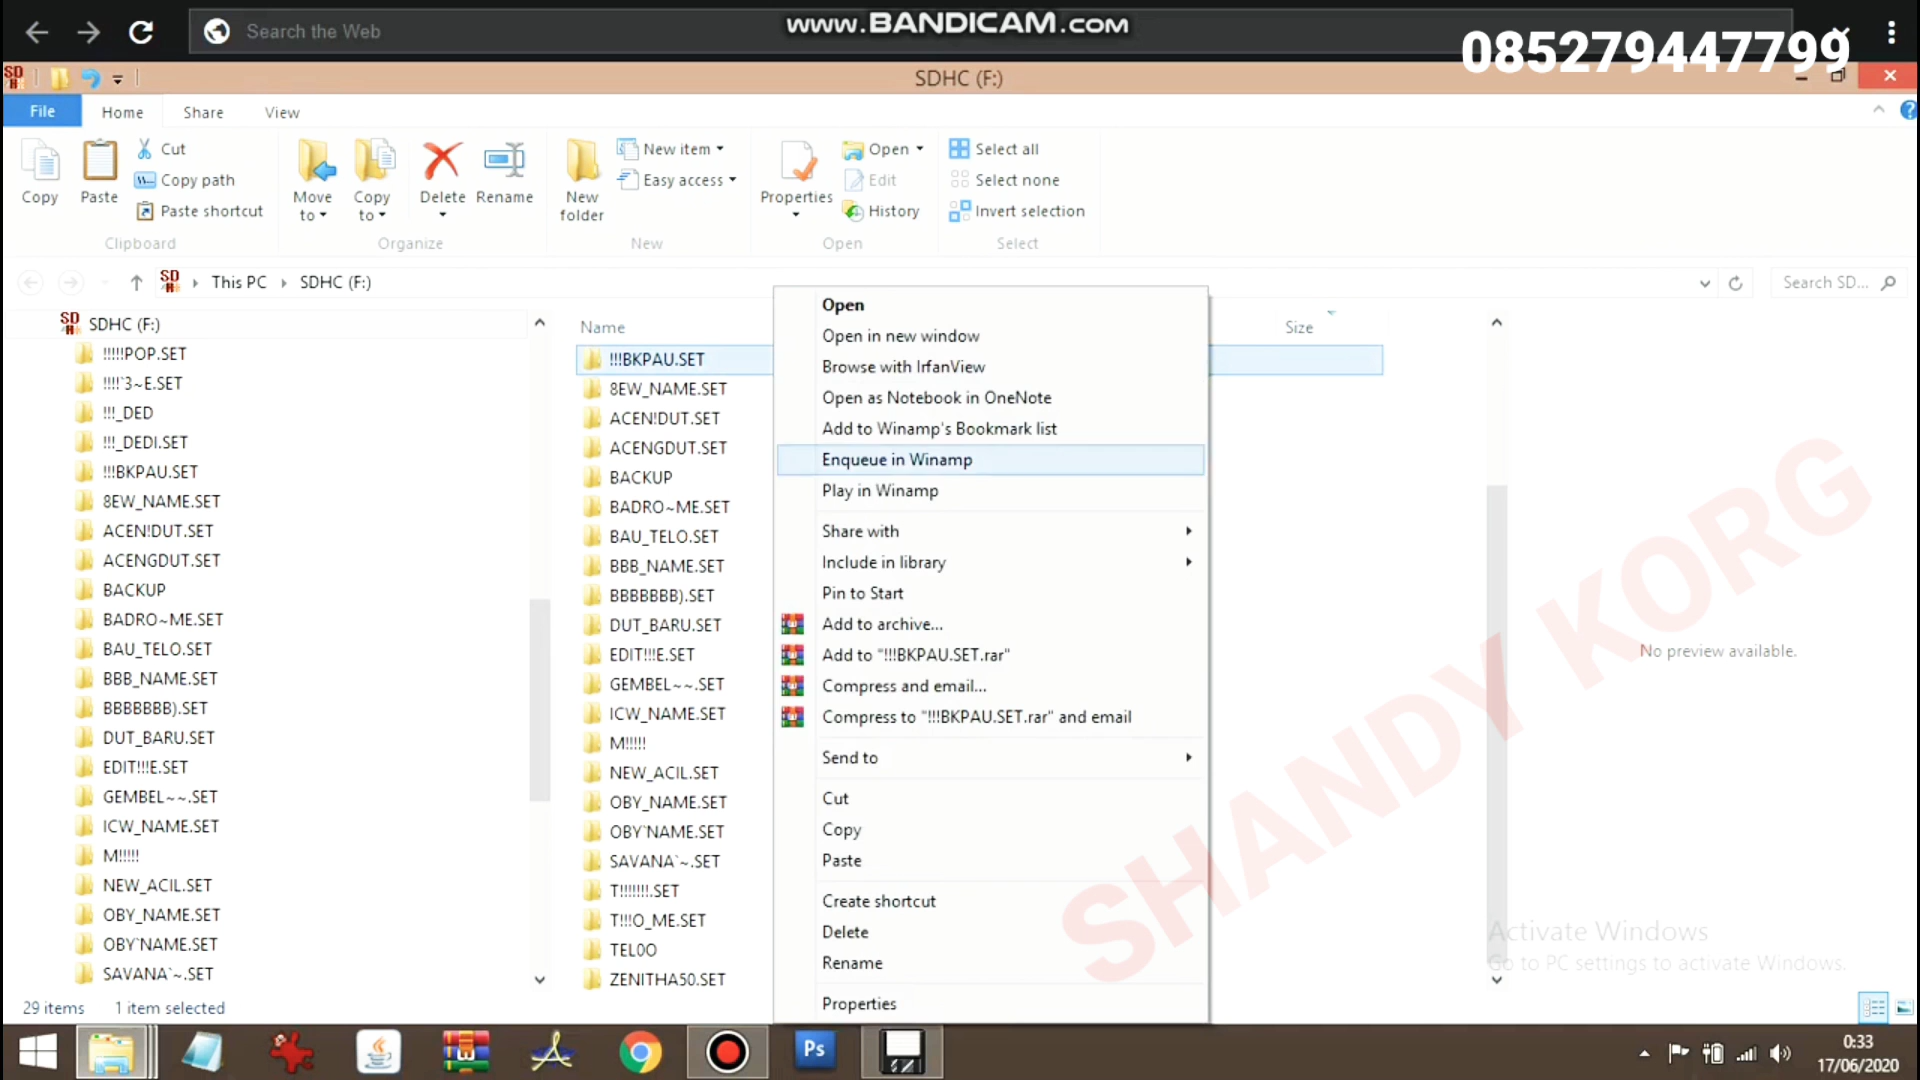 Search the Web
www.BANDICAM.com
085279447799
SDHC (F:)
File
Home
Share
View
Copy
Paste
Cut
Copy path
Paste shortcut
Clipboard
Move to
Copy to
Delete
Rename
Organize
New folder
New item
Easy access
New
Properties
Open
Edit
History
Open
Select all
Select none
Invert selection
Select
This PC
SDHC (F:)
Search SD...
SDHC (F:)
!!!!!POP.SET
!!!!`3~E.SET
!!!_DED
!!!_DEDI.SET
!!!BKPAU.SET
8EW_NAME.SET
ACEN!DUT.SET
ACENGDUT.SET
BACKUP
BADRO~ME.SET
BAU_TELO.SET
BBB_NAME.SET
BBBBBBB).SET
DUT_BARU.SET
EDIT!!!E.SET
GEMBEL~~.SET
ICW_NAME.SET
M!!!!!
NEW_ACIL.SET
OBY_NAME.SET
OBY`NAME.SET
SAVANA`~.SET
Name
Size
!!!BKPAU.SET
8EW_NAME.SET
ACEN!DUT.SET
ACENGDUT.SET
BACKUP
BADRO~ME.SET
BAU_TELO.SET
BBB_NAME.SET
BBBBBBB).SET
DUT_BARU.SET
EDIT!!!E.SET
GEMBEL~~.SET
ICW_NAME.SET
M!!!!!
NEW_ACIL.SET
OBY_NAME.SET
OBY`NAME.SET
SAVANA`~.SET
T!!!!!!!.SET
T!!!O_ME.SET
TEL0O
ZENITHA50.SET
Open
Open in new window
Browse with IrfanView
Open as Notebook in OneNote
Add to Winamp's Bookmark list
Enqueue in Winamp
Play in Winamp
Share with
Include in library
Pin to Start
Add to archive...
Add to "!!!BKPAU.SET.rar"
Compress and email...
Compress to "!!!BKPAU.SET.rar" and email
Send to
Cut
Copy
Paste
Create shortcut
Delete
Rename
Properties
No preview available.
SHANDY KORG
Activate Windows
Go to PC settings to activate Windows.
29 items
1 item selected
Ps
0:33
17/06/2020